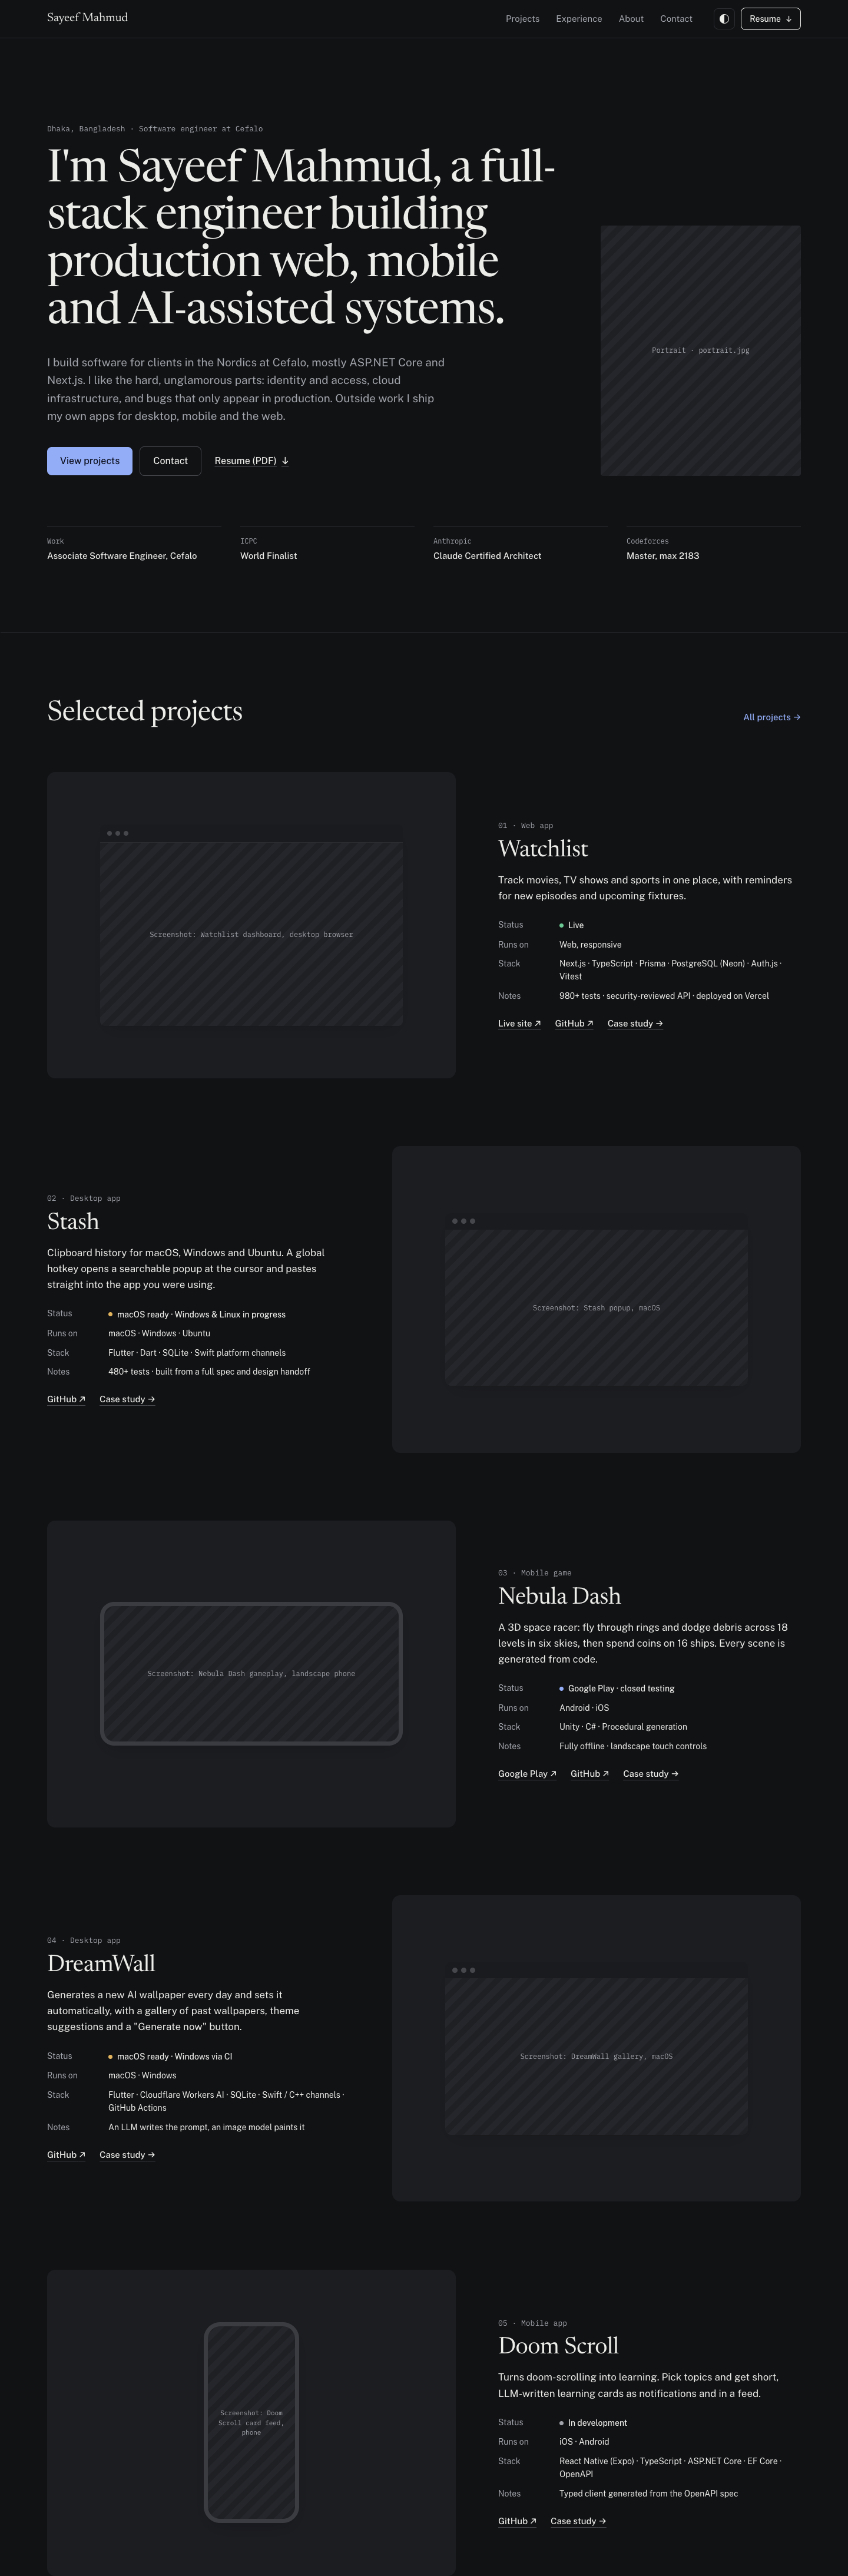 Sayeef Mahmud
Projects
Experience
About
Contact
Resume ↓
Dhaka, Bangladesh · Software engineer at Cefalo
I'm Sayeef Mahmud, a full-
stack engineer building
production web, mobile
and AI-assisted systems.
Portrait · portrait.jpg
I build software for clients in the Nordics at Cefalo, mostly ASP.NET Core and
Next.js. I like the hard, unglamorous parts: identity and access, cloud
infrastructure, and bugs that only appear in production. Outside work I ship
my own apps for desktop, mobile and the web.
View projects
Contact
Resume (PDF) ↓
Work
Associate Software Engineer, Cefalo
ICPC
World Finalist
Anthropic
Claude Certified Architect
Codeforces
Master, max 2183
Selected projects
All projects →
Screenshot: Watchlist dashboard, desktop browser
01 · Web app
Watchlist
Track movies, TV shows and sports in one place, with reminders
for new episodes and upcoming fixtures.
Status Live
Runs on Web, responsive
Stack Next.js · TypeScript · Prisma · PostgreSQL (Neon) · Auth.js ·
Vitest
Notes 980+ tests · security-reviewed API · deployed on Vercel
Live site ↗ GitHub ↗ Case study →
02 · Desktop app
Stash
Clipboard history for macOS, Windows and Ubuntu. A global
hotkey opens a searchable popup at the cursor and pastes
straight into the app you were using.
Status macOS ready · Windows & Linux in progress
Runs on macOS · Windows · Ubuntu
Stack Flutter · Dart · SQLite · Swift platform channels
Notes 480+ tests · built from a full spec and design handoff
GitHub ↗ Case study →
Screenshot: Stash popup, macOS
Screenshot: Nebula Dash gameplay, landscape phone
03 · Mobile game
Nebula Dash
A 3D space racer: fly through rings and dodge debris across 18
levels in six skies, then spend coins on 16 ships. Every scene is
generated from code.
Status Google Play · closed testing
Runs on Android · iOS
Stack Unity · C# · Procedural generation
Notes Fully offline · landscape touch controls
Google Play ↗ GitHub ↗ Case study →
04 · Desktop app
DreamWall
Generates a new AI wallpaper every day and sets it
automatically, with a gallery of past wallpapers, theme
suggestions and a "Generate now" button.
Status macOS ready · Windows via CI
Runs on macOS · Windows
Stack Flutter · Cloudflare Workers AI · SQLite · Swift / C++ channels ·
GitHub Actions
Notes An LLM writes the prompt, an image model paints it
GitHub ↗ Case study →
Screenshot: DreamWall gallery, macOS
Screenshot: Doom
Scroll card feed,
phone
05 · Mobile app
Doom Scroll
Turns doom-scrolling into learning. Pick topics and get short,
LLM-written learning cards as notifications and in a feed.
Status In development
Runs on iOS · Android
Stack React Native (Expo) · TypeScript · ASP.NET Core · EF Core ·
OpenAPI
Notes Typed client generated from the OpenAPI spec
GitHub ↗ Case study →